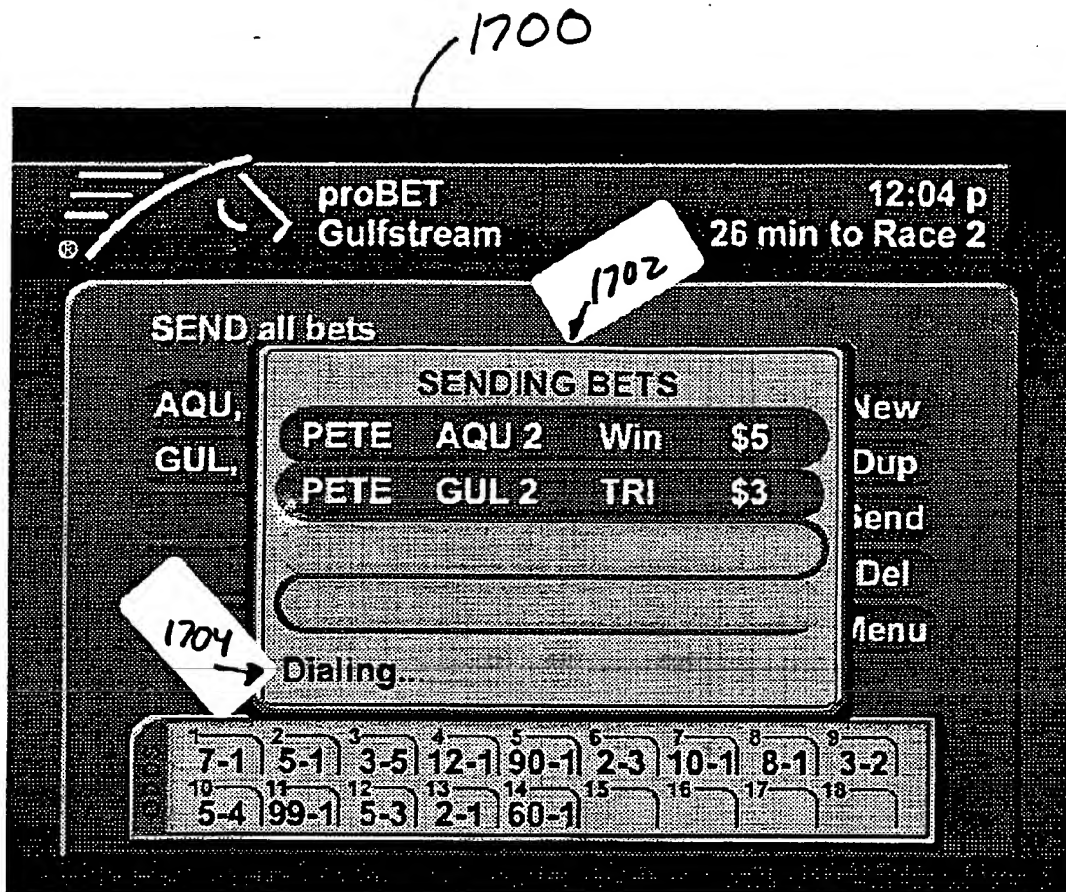 1700
proBET 12:04 p
Gulfstream 26 min to Race 2
®
1702
SEND all bets
SENDING BETS
AQU, New
PETE AQU 2 Win $5
GUL, Dup
PETE GUL 2 TRI $3
Send
Del
Menu
1704
Dialing...
ODDS
1 2 3 4 5 6 7 8 9
7-1 5-1 3-5 12-1 90-1 2-3 10-1 8-1 3-2
10 11 12 13 14 15 16 17 18
5-4 99-1 5-3 2-1 60-1